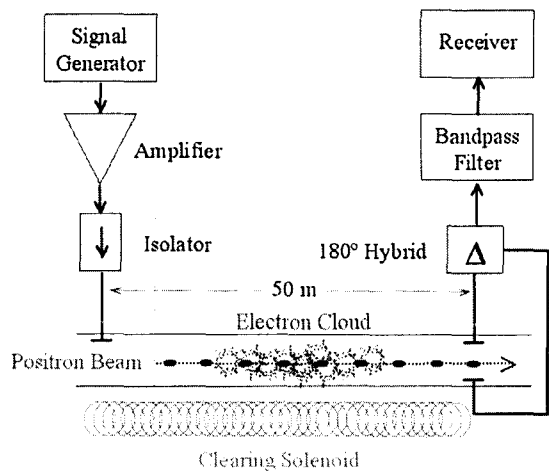 Signal
Generator
Receiver
Amplifier
Bandpass
Filter
Isolator
180° Hybrid
Δ
50 m
Electron Cloud
Positron Beam
Clearing Solenoid